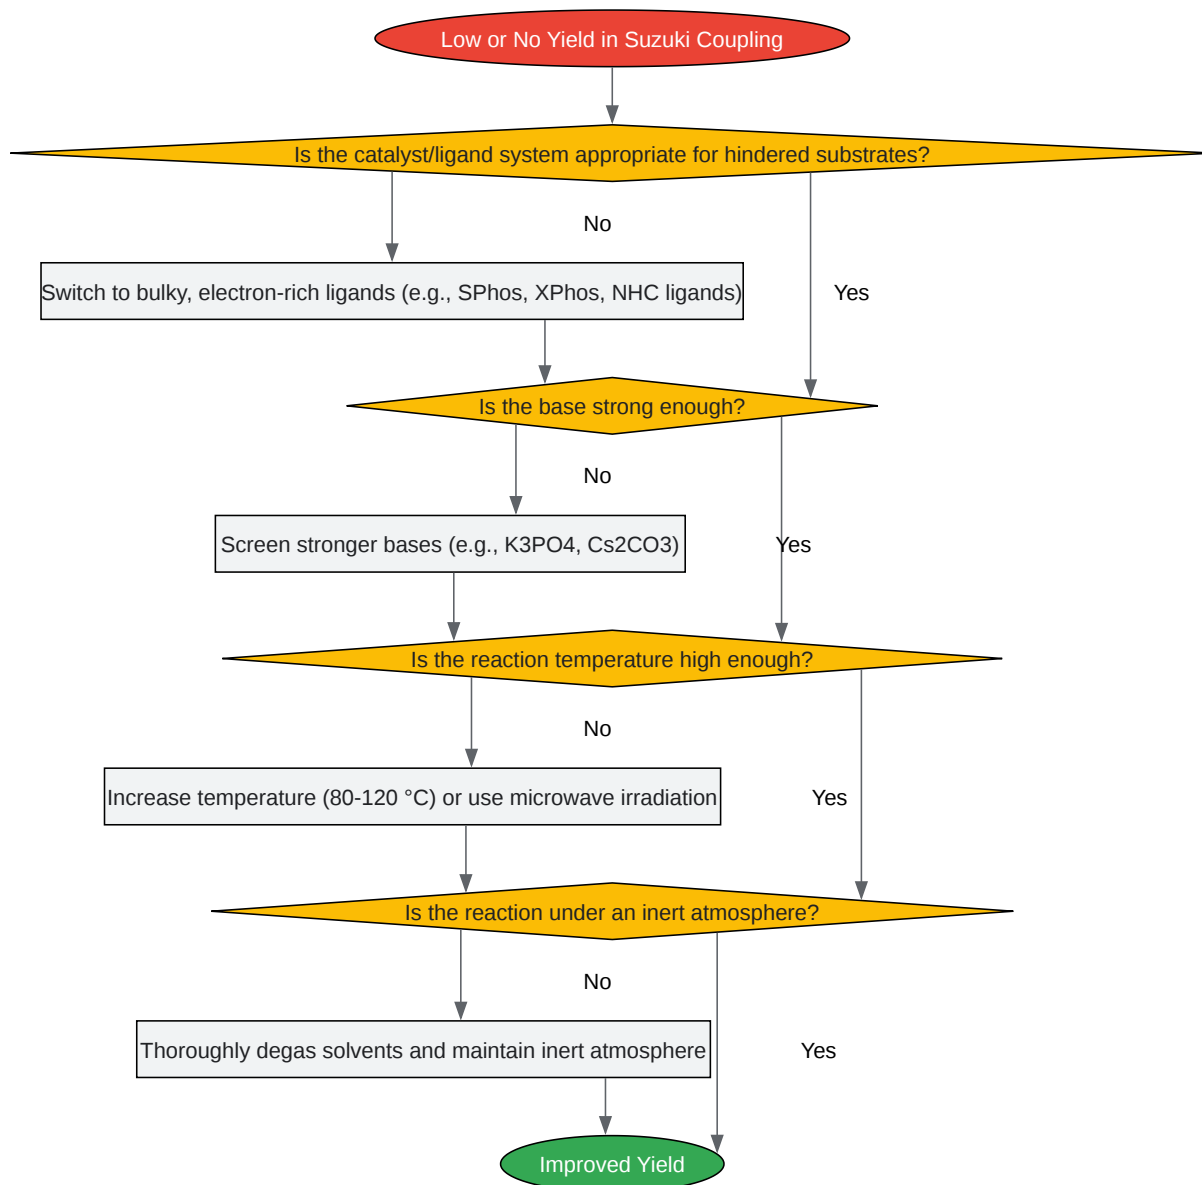 Low or No Yield in Suzuki Coupling
Is the catalyst/ligand system appropriate for hindered substrates?
No
Switch to bulky, electron-rich ligands (e.g., SPhos, XPhos, NHC ligands)
Yes
Is the base strong enough?
No
Screen stronger bases (e.g., K3PO4, Cs2CO3)
Yes
Is the reaction temperature high enough?
No
Increase temperature (80-120 °C) or use microwave irradiation
Yes
Is the reaction under an inert atmosphere?
No
Thoroughly degas solvents and maintain inert atmosphere
Yes
Improved Yield